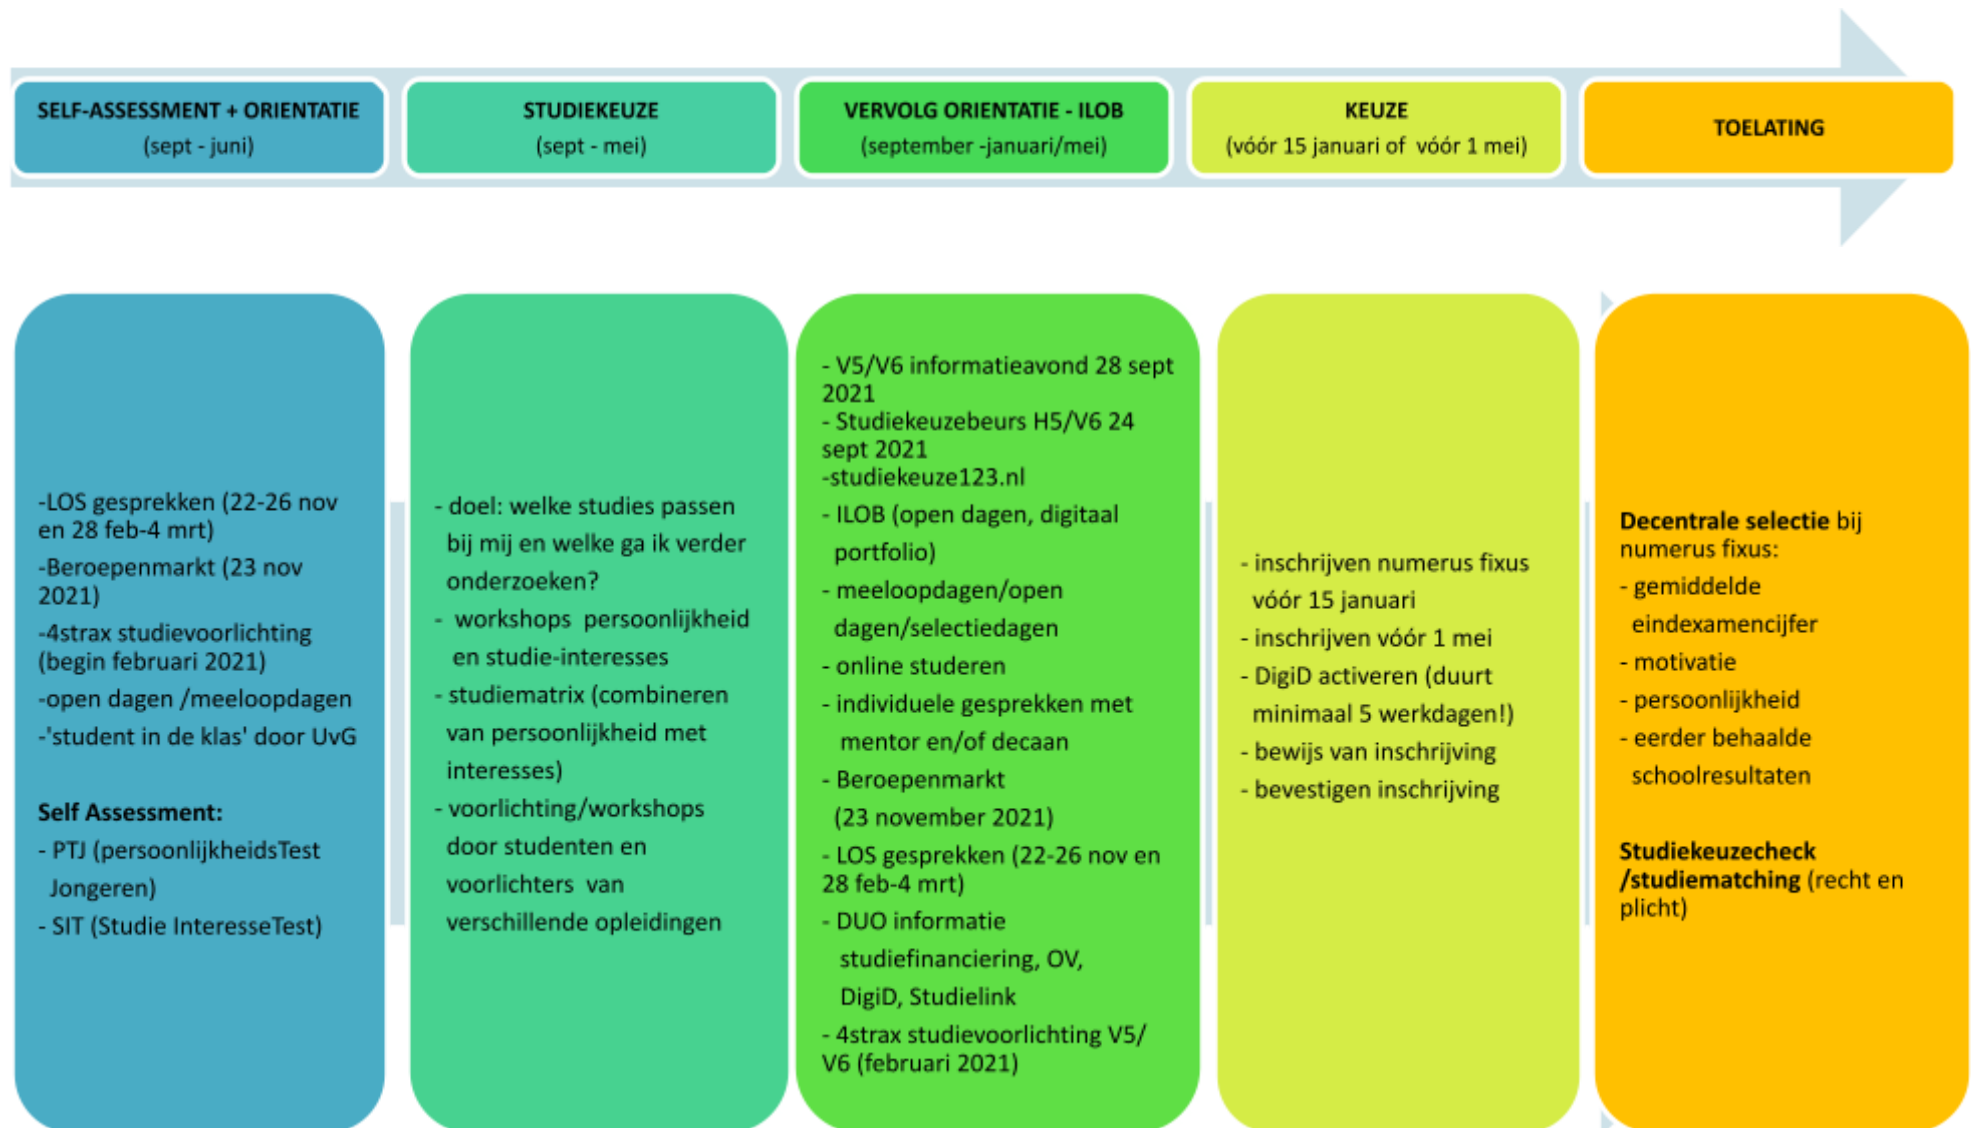 SELF-ASSESSMENT + ORIENTATIE
(sept - juni)
STUDIEKEUZE
(sept - mei)
VERVOLG ORIENTATIE - ILOB
(september -januari/mei)
KEUZE
(vóór 15 januari of  vóór 1 mei)
TOELATING
-LOS gesprekken (22-26 nov
en 28 feb-4 mrt)
-Beroepenmarkt (23 nov
2021)
-4strax studievoorlichting
(begin februari 2021)
-open dagen /meeloopdagen
-'student in de klas' door UvG
Self Assessment:
- PTJ (persoonlijkheidsTest
Jongeren)
- SIT (Studie InteresseTest)
- doel: welke studies passen
bij mij en welke ga ik verder
onderzoeken?
-  workshops  persoonlijkheid
en studie-interesses
- studiematrix (combineren
van persoonlijkheid met
interesses)
- voorlichting/workshops
door studenten en
voorlichters  van
verschillende opleidingen
- V5/V6 informatieavond 28 sept
2021
- Studiekeuzebeurs H5/V6 24
sept 2021
-studiekeuze123.nl
- ILOB (open dagen, digitaal
portfolio)
- meeloopdagen/open
dagen/selectiedagen
- online studeren
- individuele gesprekken met
mentor en/of decaan
- Beroepenmarkt
(23 november 2021)
- LOS gesprekken (22-26 nov en
28 feb-4 mrt)
- DUO informatie
studiefinanciering, OV,
DigiD, Studielink
- 4strax studievoorlichting V5/
V6 (februari 2021)
- inschrijven numerus fixus
vóór 15 januari
- inschrijven vóór 1 mei
- DigiD activeren (duurt
minimaal 5 werkdagen!)
- bewijs van inschrijving
- bevestigen inschrijving
Decentrale selectie bij
numerus fixus:
- gemiddelde
eindexamencijfer
- motivatie
- persoonlijkheid
- eerder behaalde
schoolresultaten
Studiekeuzecheck
/studiematching (recht en
plicht)